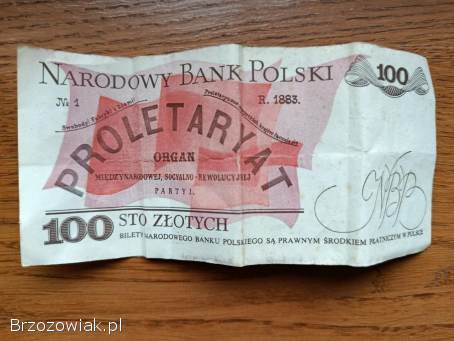 NARODOWY BANK POLSKI
100
№ 1
R. 1883.
PROLETARYAT
ORGAN
MIĘDZYNARODOWEJ, SOCYALNO-REWOLUCYJNEJ
PARTYI.
100 STO ZŁOTYCH
NBP
BILETY NARODOWEGO BANKU POLSKIEGO SĄ PRAWNYM ŚRODKIEM PŁATNICZYM W POLSCE
Brzozowiak.pl